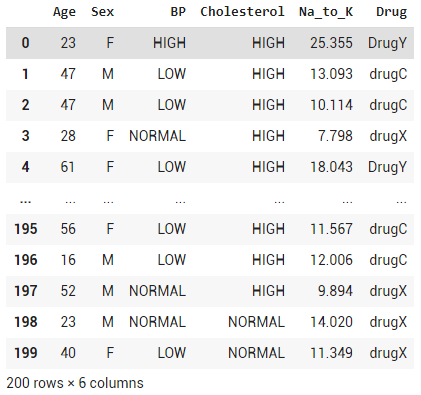 Age Sex BP Cholesterol Na_to_K Drug
0 23 F HIGH HIGH 25.355 DrugY
1 47 M LOW HIGH 13.093 drugC
2 47 M LOW HIGH 10.114 drugC
3 28 F NORMAL HIGH 7.798 drugX
4 61 F LOW HIGH 18.043 DrugY
... ... ... ... ... ... ...
195 56 F LOW HIGH 11.567 drugC
196 16 M LOW HIGH 12.006 drugC
197 52 M NORMAL HIGH 9.894 drugX
198 23 M NORMAL NORMAL 14.020 drugX
199 40 F LOW NORMAL 11.349 drugX
200 rows × 6 columns